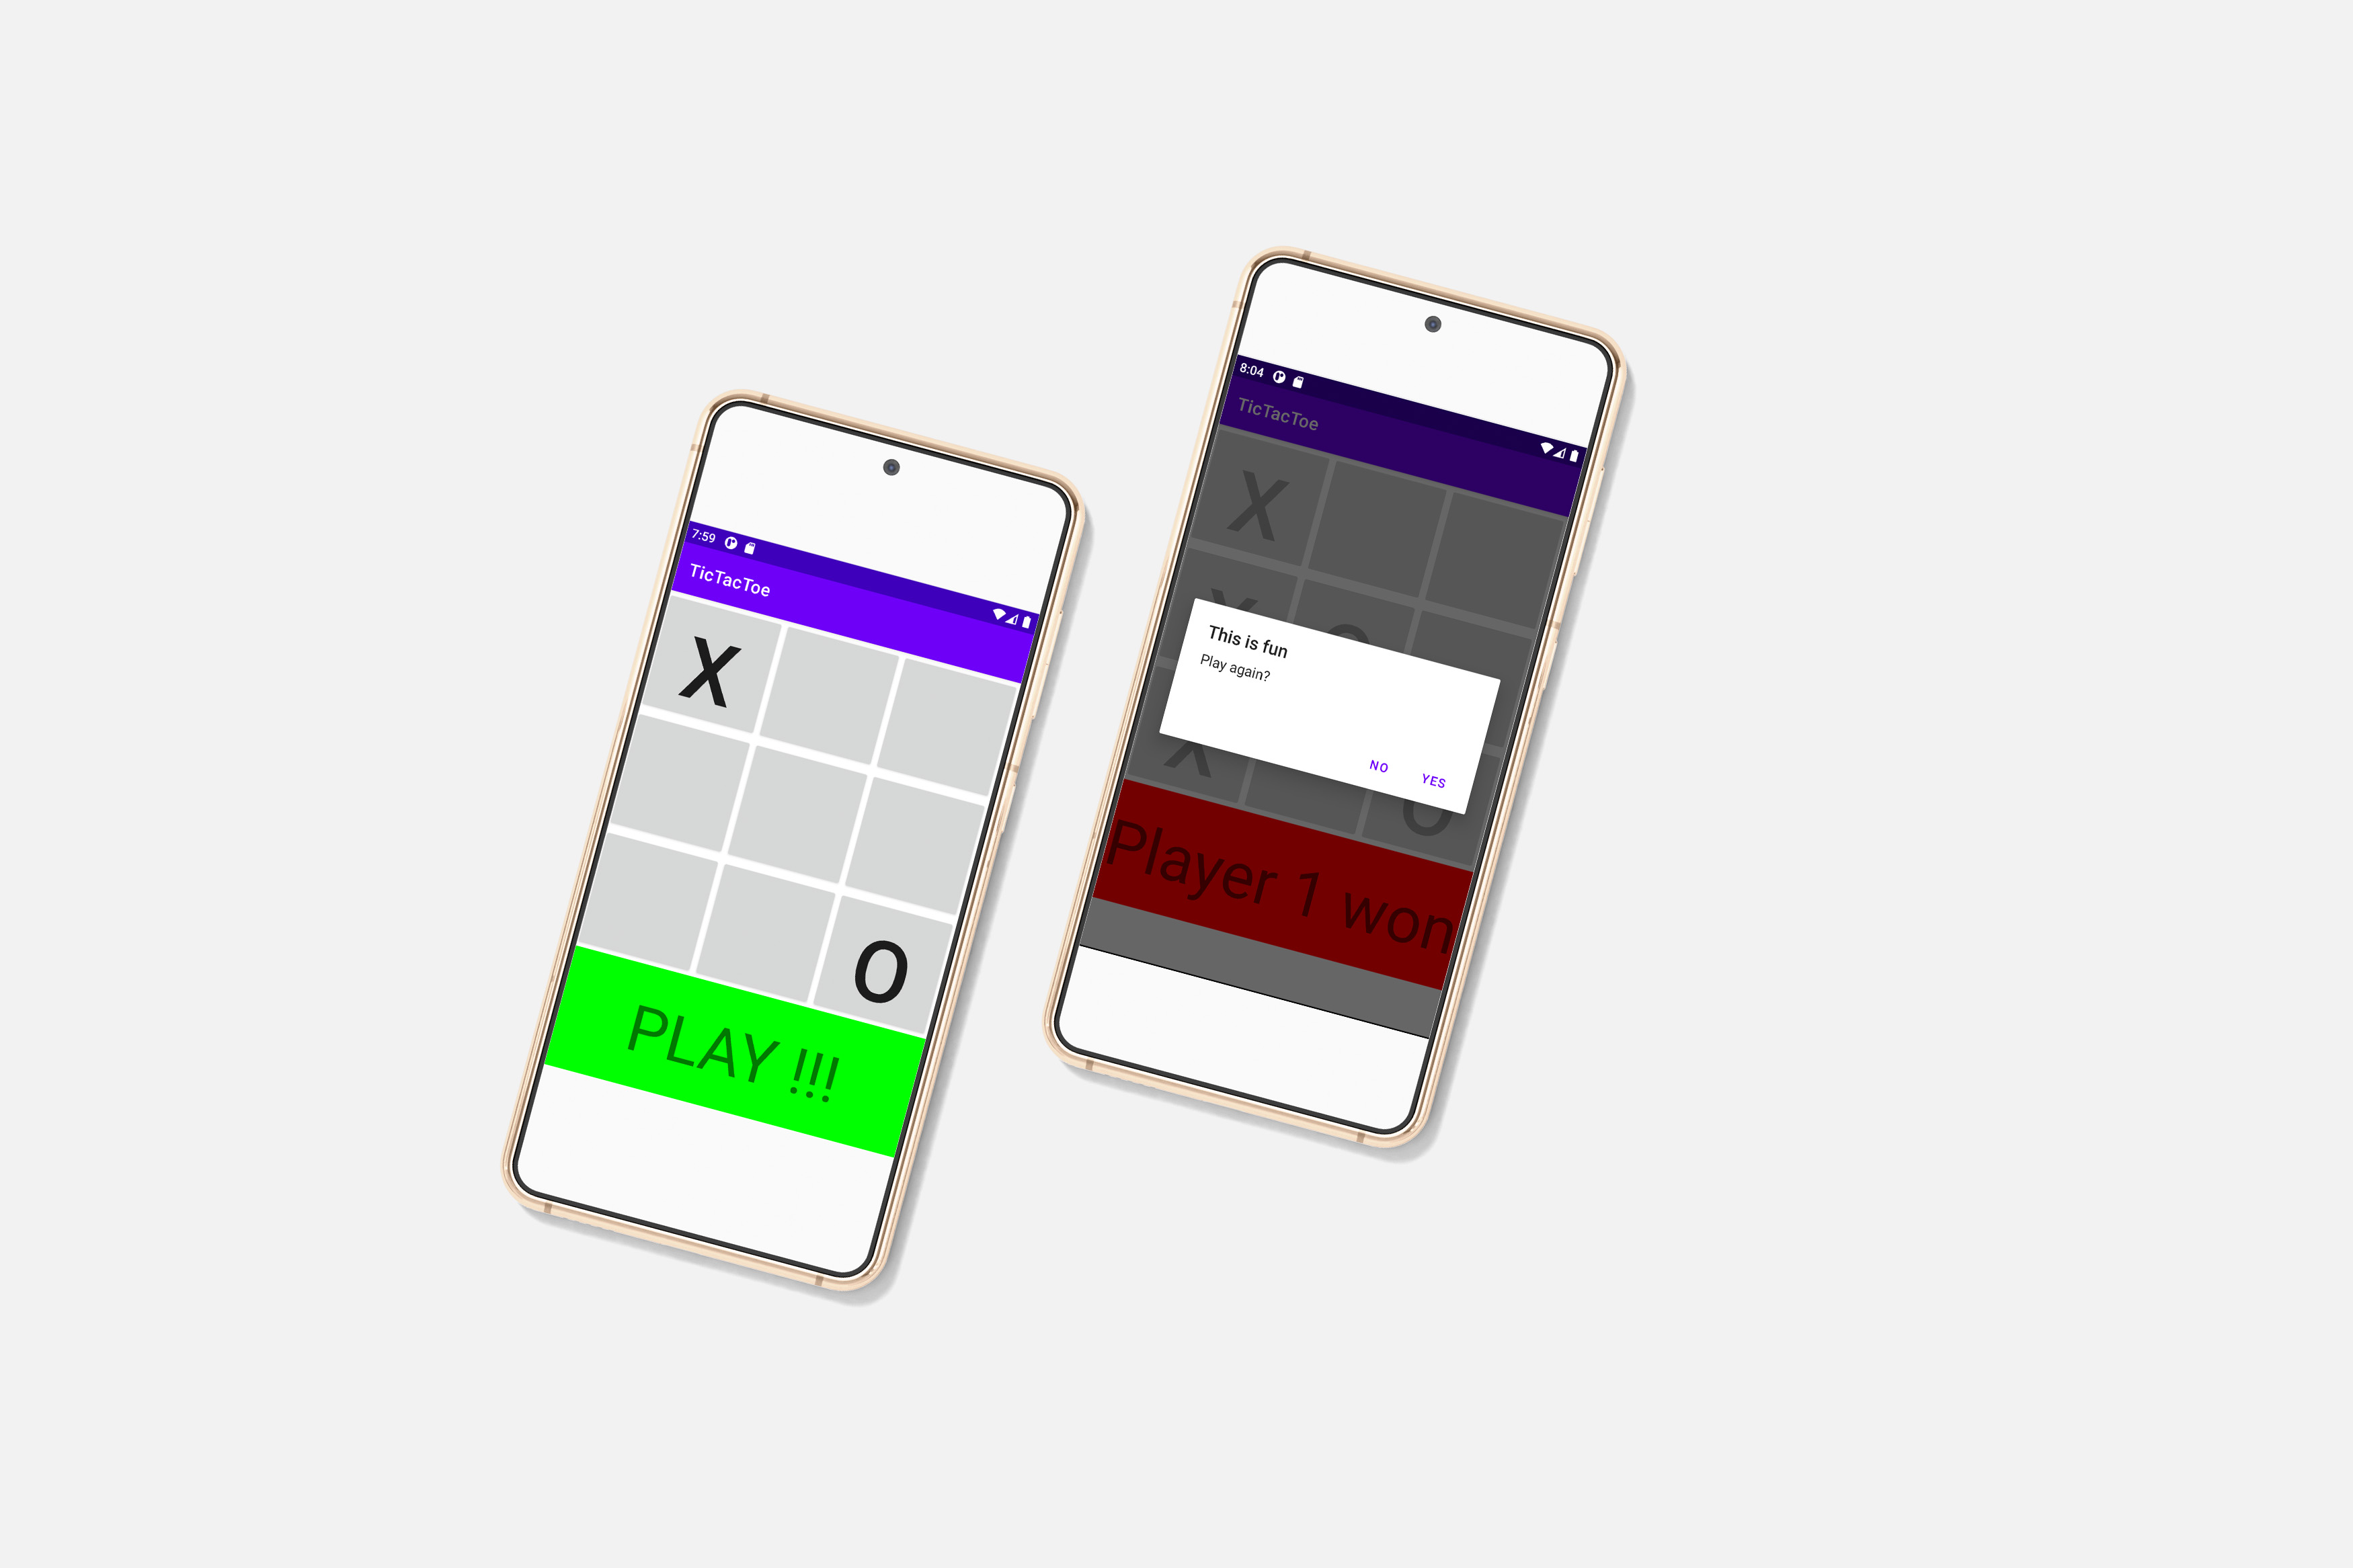 7:59
TicTacToe
X
O
PLAY !!!
8:04
TicTacToe
X
X O
X O
This is fun
Play again?
NO YES
Player 1 won